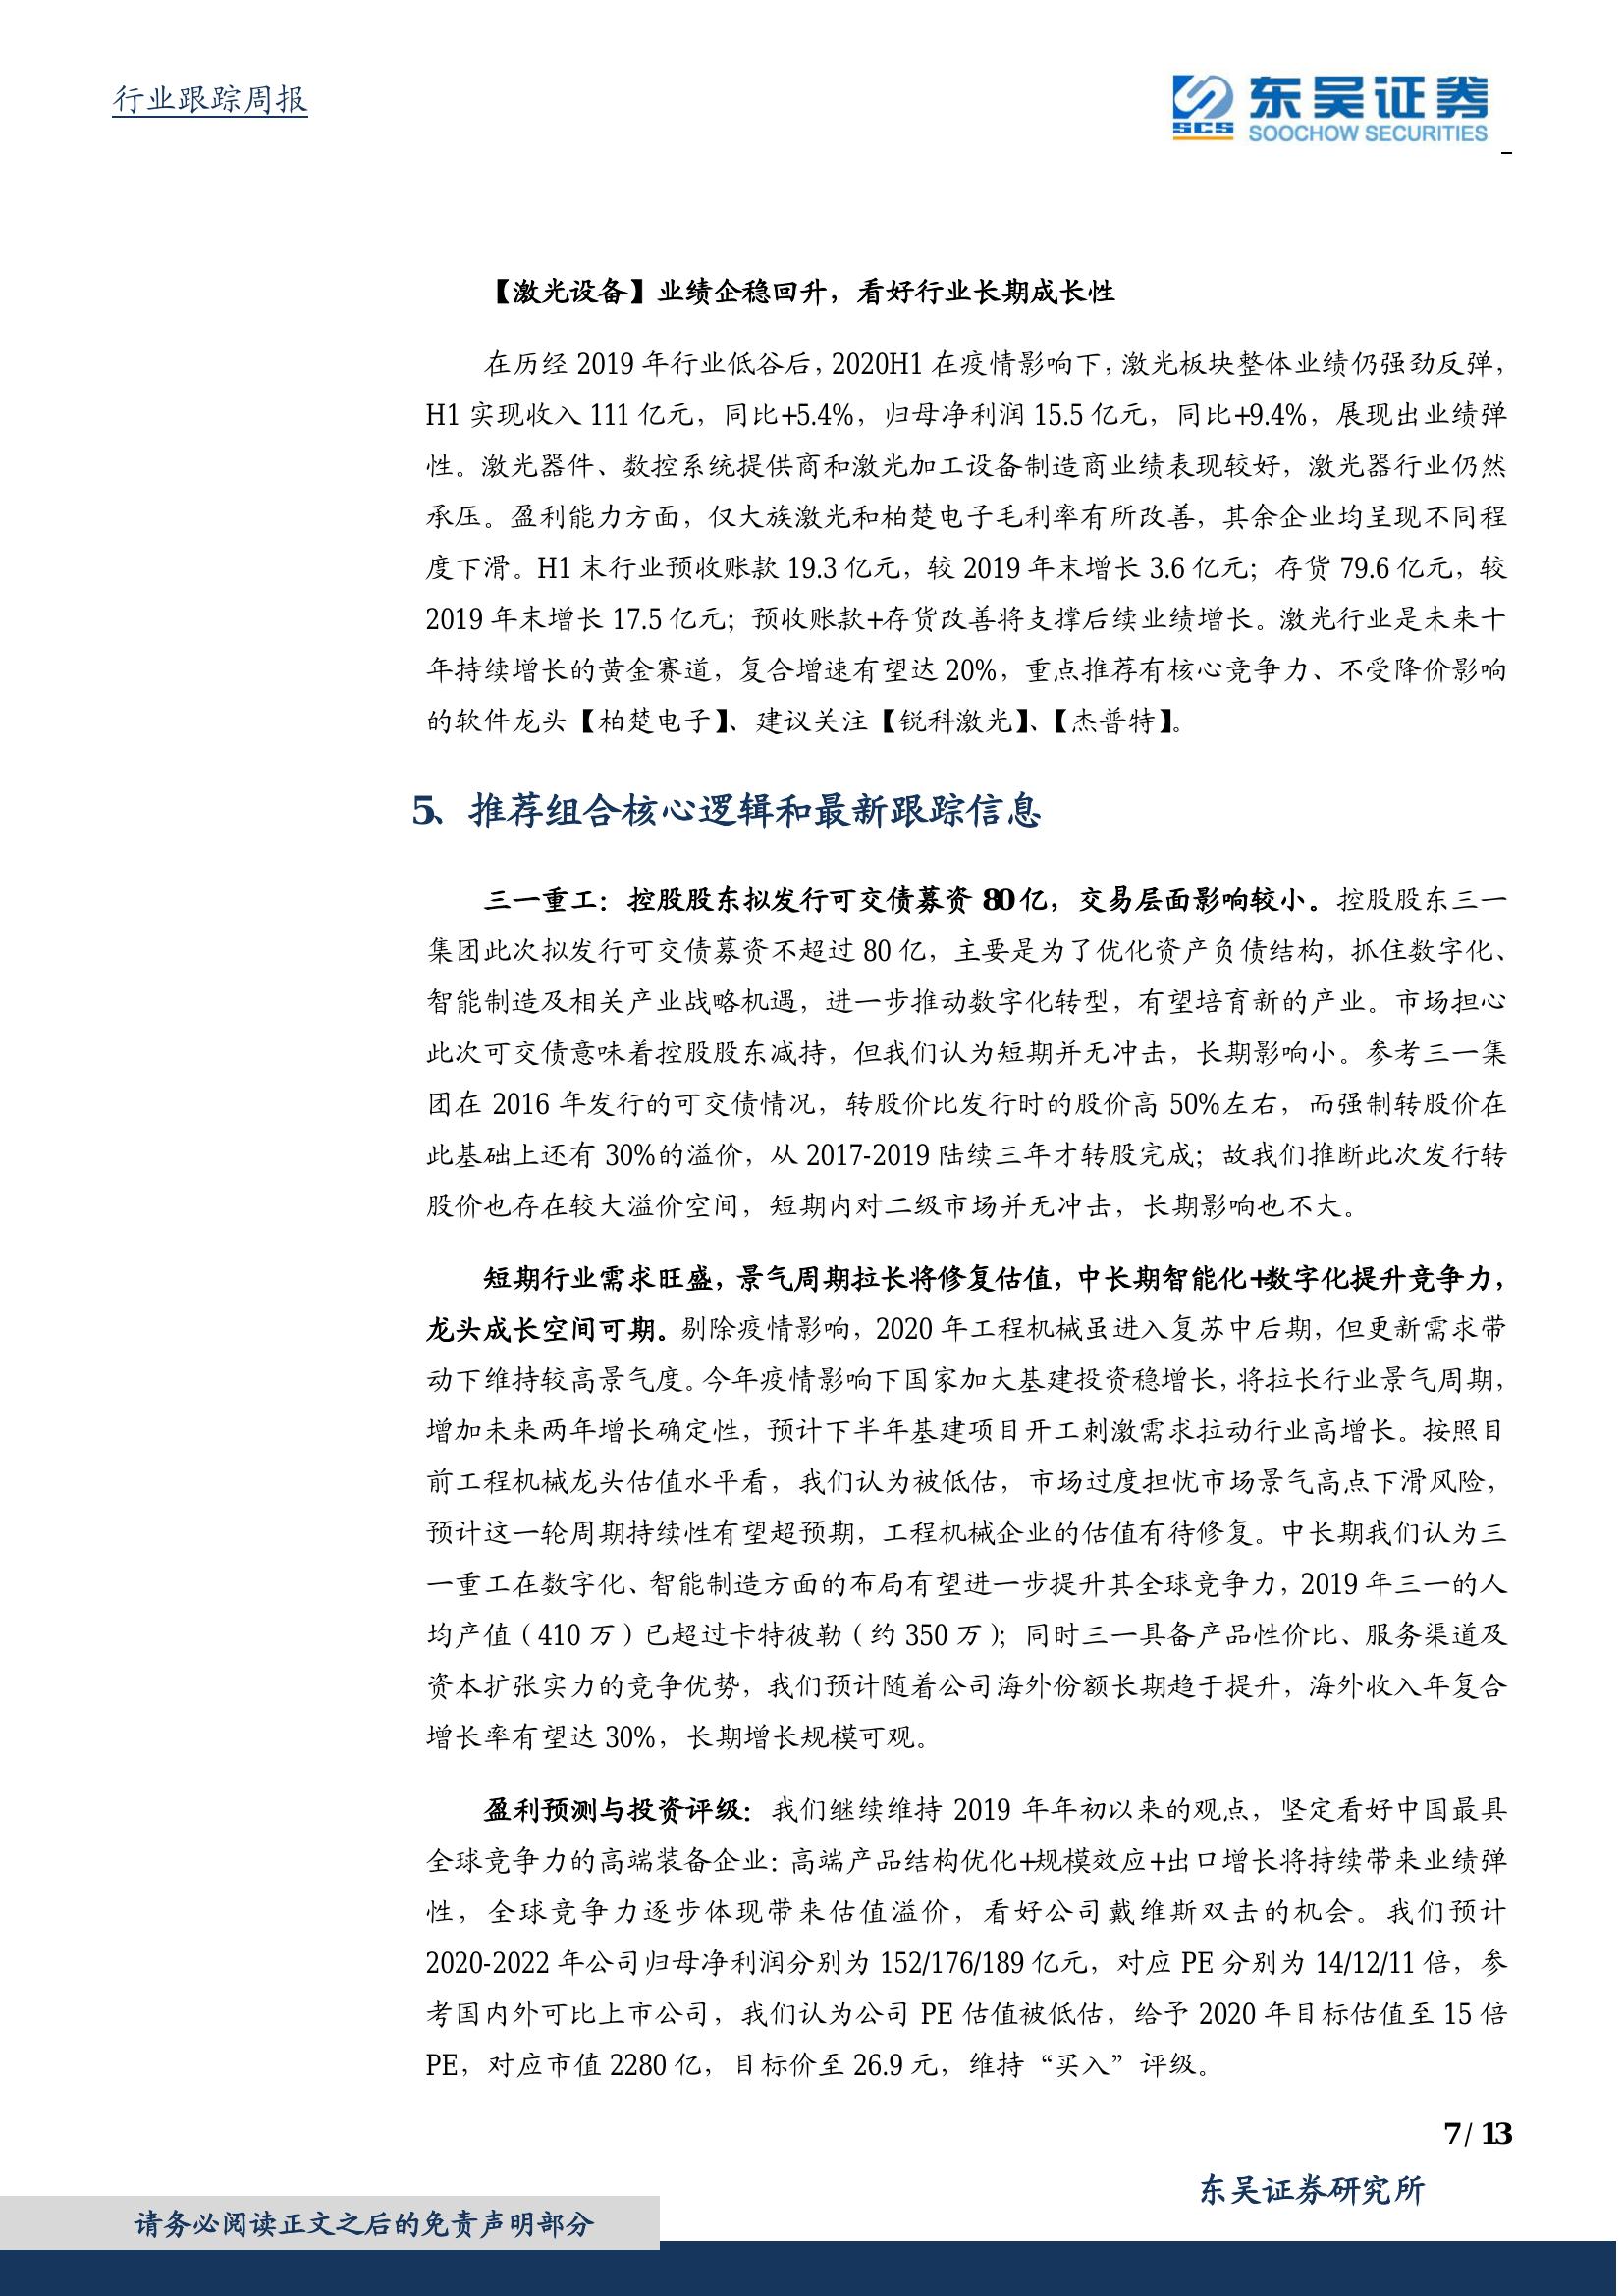 行业跟踪周报
SCS
东吴证券
SOOCHOW SECURITIES
【激光设备】业绩企稳回升，看好行业长期成长性
在历经 2019 年行业低谷后，2020H1 在疫情影响下，激光板块整体业绩仍强劲反弹，
H1 实现收入 111 亿元，同比+5.4%，归母净利润 15.5 亿元，同比+9.4%，展现出业绩弹
性。激光器件、数控系统提供商和激光加工设备制造商业绩表现较好，激光器行业仍然
承压。盈利能力方面，仅大族激光和柏楚电子毛利率有所改善，其余企业均呈现不同程
度下滑。H1 末行业预收账款 19.3 亿元，较 2019 年末增长 3.6 亿元；存货 79.6 亿元，较
2019 年末增长 17.5 亿元；预收账款+存货改善将支撑后续业绩增长。激光行业是未来十
年持续增长的黄金赛道，复合增速有望达 20%，重点推荐有核心竞争力、不受降价影响
的软件龙头【柏楚电子】、建议关注【锐科激光】、【杰普特】。
5、推荐组合核心逻辑和最新跟踪信息
三一重工：控股股东拟发行可交债募资 80 亿，交易层面影响较小。控股股东三一
集团此次拟发行可交债募资不超过 80 亿，主要是为了优化资产负债结构，抓住数字化、
智能制造及相关产业战略机遇，进一步推动数字化转型，有望培育新的产业。市场担心
此次可交债意味着控股股东减持，但我们认为短期并无冲击，长期影响小。参考三一集
团在 2016 年发行的可交债情况，转股价比发行时的股价高 50%左右，而强制转股价在
此基础上还有 30%的溢价，从 2017-2019 陆续三年才转股完成；故我们推断此次发行转
股价也存在较大溢价空间，短期内对二级市场并无冲击，长期影响也不大。
短期行业需求旺盛，景气周期拉长将修复估值，中长期智能化+数字化提升竞争力，
龙头成长空间可期。剔除疫情影响，2020 年工程机械虽进入复苏中后期，但更新需求带
动下维持较高景气度。今年疫情影响下国家加大基建投资稳增长，将拉长行业景气周期，
增加未来两年增长确定性，预计下半年基建项目开工刺激需求拉动行业高增长。按照目
前工程机械龙头估值水平看，我们认为被低估，市场过度担忧市场景气高点下滑风险，
预计这一轮周期持续性有望超预期，工程机械企业的估值有待修复。中长期我们认为三
一重工在数字化、智能制造方面的布局有望进一步提升其全球竞争力，2019 年三一的人
均产值（410 万）已超过卡特彼勒（约 350 万）；同时三一具备产品性价比、服务渠道及
资本扩张实力的竞争优势，我们预计随着公司海外份额长期趋于提升，海外收入年复合
增长率有望达 30%，长期增长规模可观。
盈利预测与投资评级：我们继续维持 2019 年年初以来的观点，坚定看好中国最具
全球竞争力的高端装备企业：高端产品结构优化+规模效应+出口增长将持续带来业绩弹
性，全球竞争力逐步体现带来估值溢价，看好公司戴维斯双击的机会。我们预计
2020-2022 年公司归母净利润分别为 152/176/189 亿元，对应 PE 分别为 14/12/11 倍，参
考国内外可比上市公司，我们认为公司 PE 估值被低估，给予 2020 年目标估值至 15 倍
PE，对应市值 2280 亿，目标价至 26.9 元，维持“买入”评级。
7 / 13
东吴证券研究所
请务必阅读正文之后的免责声明部分